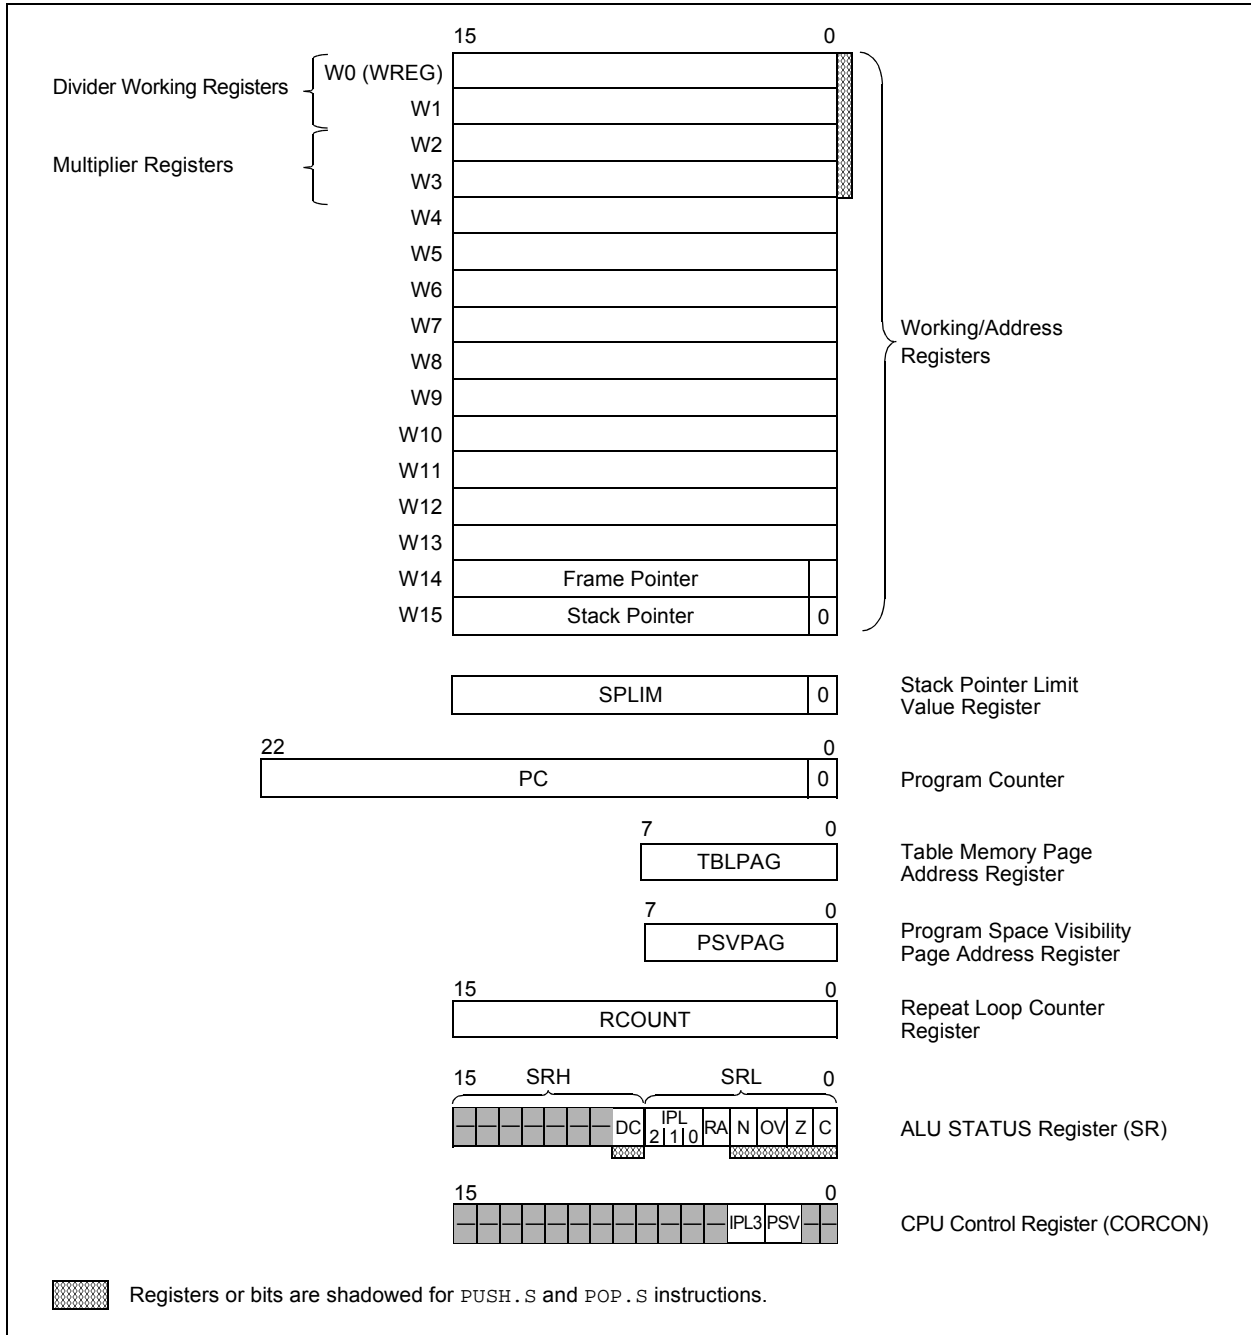 15 0
W0 (WREG)
Divider Working Registers
W1
W2
Multiplier Registers
W3
W4
W5
W6
W7
Working/Address
Registers
W8
W9
W10
W11
W12
W13
W14 Frame Pointer
W15 Stack Pointer 0
SPLIM 0
Stack Pointer Limit
Value Register
22 0
PC 0 Program Counter
7 0
TBLPAG
Table Memory Page
Address Register
7 0
PSVPAG
Program Space Visibility
Page Address Register
15 0
RCOUNT
Repeat Loop Counter
Register
15 SRH SRL 0
— — — — — — — DC IPL 2 1 0 RA N OV Z C ALU STATUS Register (SR)
15 0
— — — — — — — — — — — — IPL3 PSV — — CPU Control Register (CORCON)
Registers or bits are shadowed for PUSH.S and POP.S instructions.